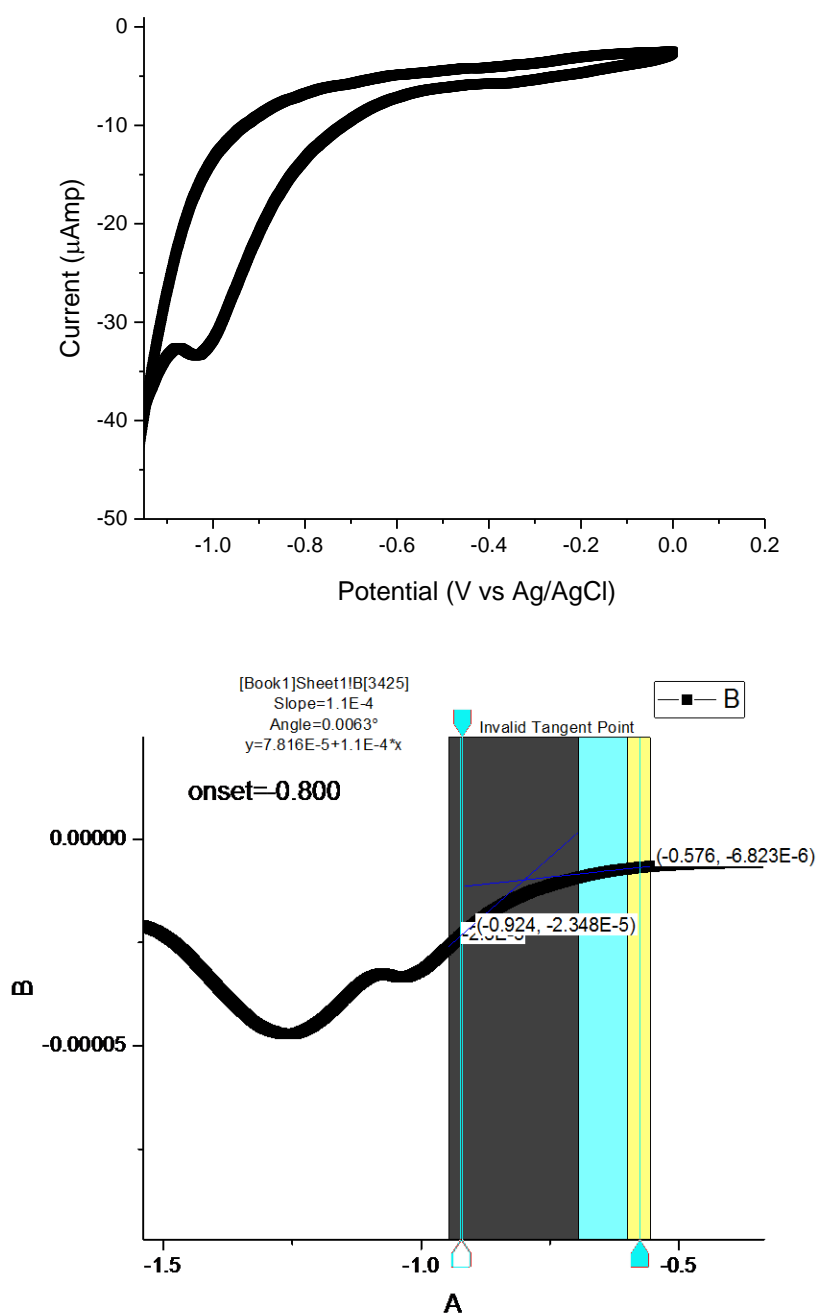 0
-10
-20
-30
-40
-50
Current (μAmp)
-1.0 -0.8 -0.6 -0.4 -0.2 0.0 0.2
Potential (V vs Ag/AgCl)
[Book1]Sheet1!B[3425]
Slope=1.1E-4
Angle=0.0063°
y=7.816E-5+1.1E-4*x
B
Invalid Tangent Point
onset=-0.800
0.00000
(-0.576, -6.823E-6)
(-0.924, -2.348E-5)
B
-0.00005
-1.5 -1.0 -0.5
A